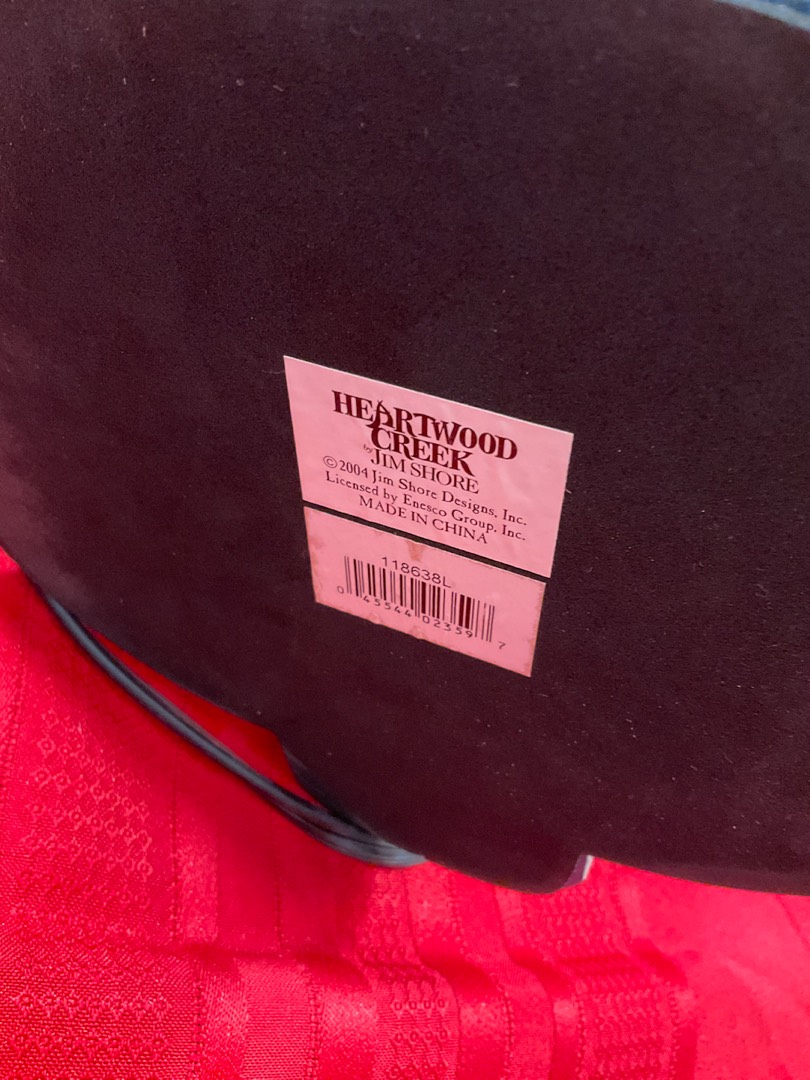 HEARTWOOD
CREEK
by JIM SHORE
©2004 Jim Shore Designs, Inc.
Licensed by Enesco Group, Inc.
MADE IN CHINA
118638L
0 45544 02359 7